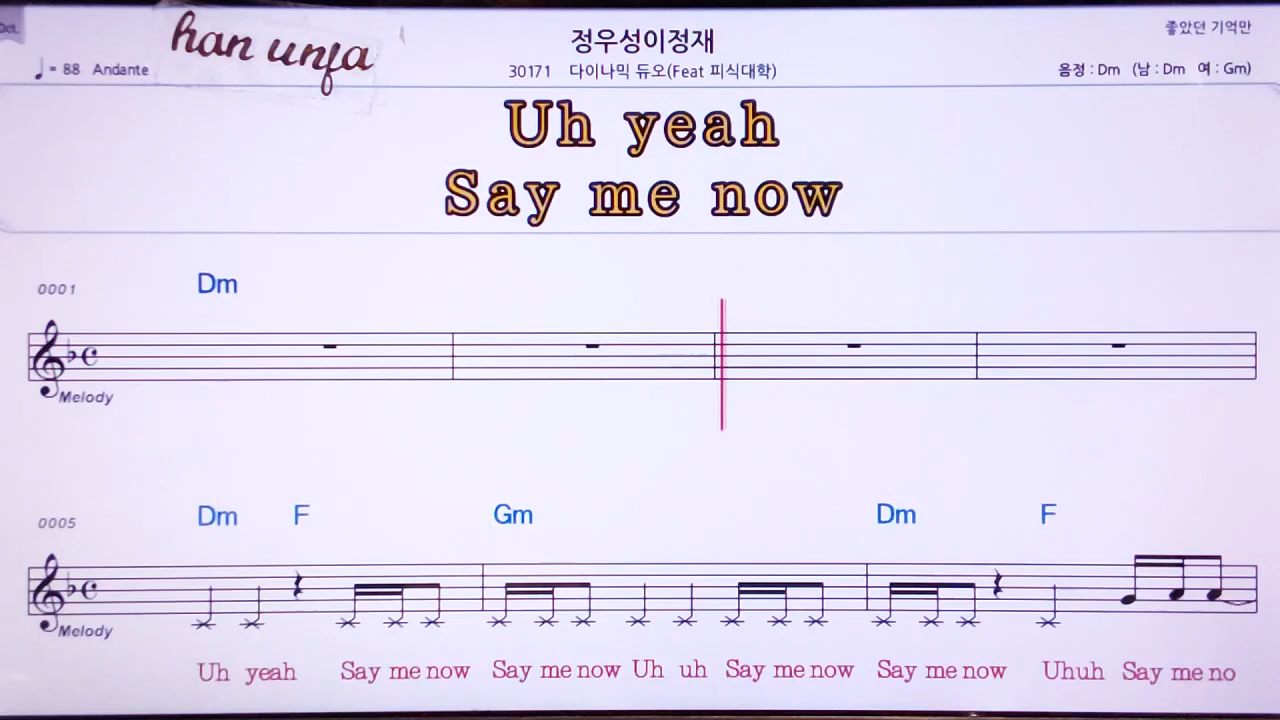 Oct.
han unfa
정우성이정재
좋았던 기억만
♩= 88 Andante
30171 다이나믹 듀오(Feat 피식대학)
음정 : Dm (남 : Dm 여 : Gm)
Uh yeah
Say me now
0001 Dm
Melody
0005 Dm F Gm Dm F
Melody
Uh yeah Say me now Say me now Uh uh Say me now Say me now Uhuh Say me no